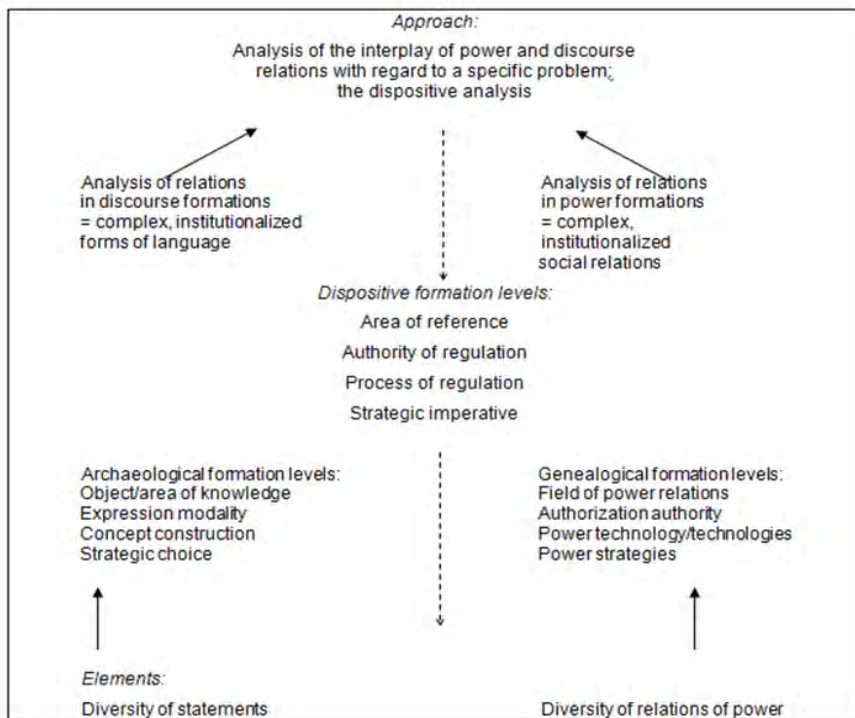 Approach:
Analysis of the interplay of power and discourse
relations with regard to a specific problem;
the dispositive analysis
Analysis of relations
in discourse formations
= complex, institutionalized
forms of language
Analysis of relations
in power formations
= complex,
institutionalized
social relations
Dispositive formation levels:
Area of reference
Authority of regulation
Process of regulation
Strategic imperative
Archaeological formation levels:
Object/area of knowledge
Expression modality
Concept construction
Strategic choice
Genealogical formation levels:
Field of power relations
Authorization authority
Power technology/technologies
Power strategies
Elements:
Diversity of statements
Diversity of relations of power